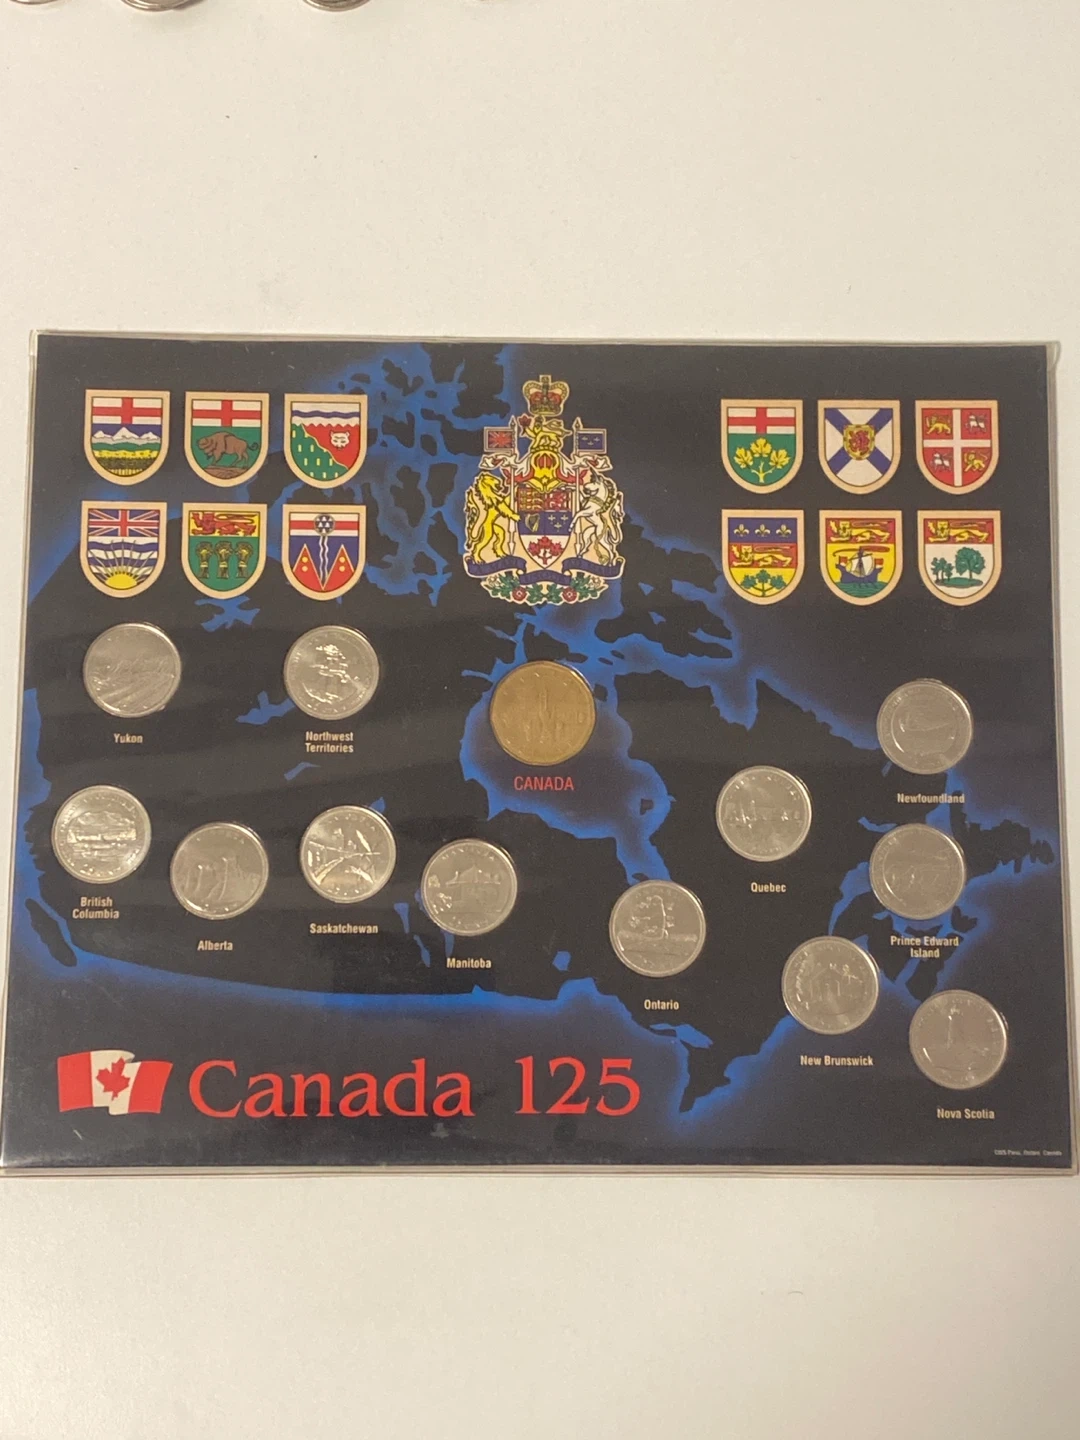 Yukon
Northwest
Territories
CANADA
Newfoundland
British
Columbia
Alberta
Saskatchewan
Manitoba
Ontario
Quebec
Prince Edward
Island
New Brunswick
Nova Scotia
Canada 125